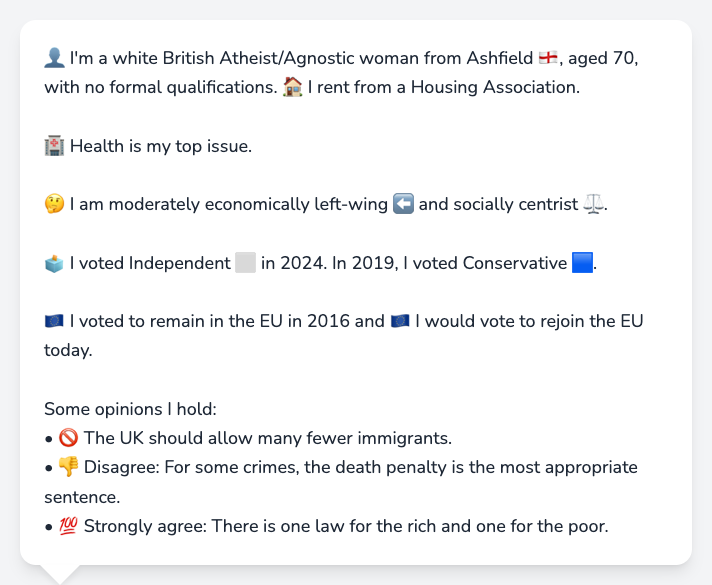 👤 I'm a white British Atheist/Agnostic woman from Ashfield 🏴󠁧󠁢󠁥󠁮󠁧󠁿, aged 70,
with no formal qualifications. 🏠 I rent from a Housing Association.
🏥 Health is my top issue.
🤔 I am moderately economically left-wing ⬅️ and socially centrist ⚖️.
🗳️ I voted Independent ⬜ in 2024. In 2019, I voted Conservative 🟦.
🇪🇺 I voted to remain in the EU in 2016 and 🇪🇺 I would vote to rejoin the EU
today.
Some opinions I hold:
• 🚫 The UK should allow many fewer immigrants.
• 👎 Disagree: For some crimes, the death penalty is the most appropriate
sentence.
• 💯 Strongly agree: There is one law for the rich and one for the poor.